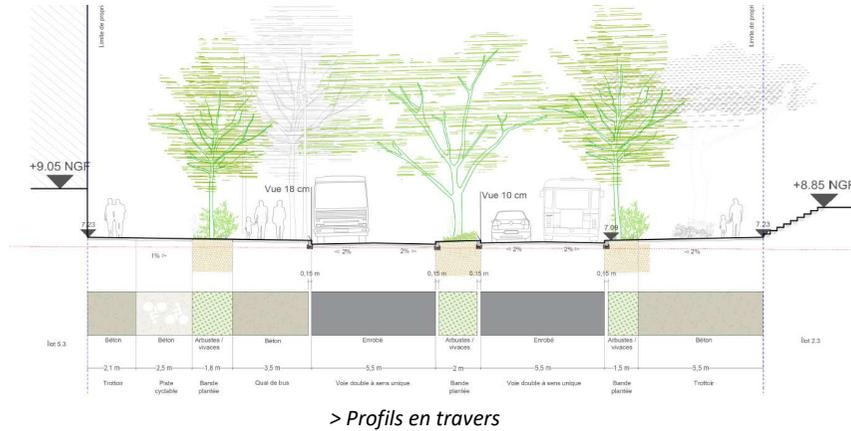 Limite de propri
Limite de propri
+9.05 NGF
Vue 18 cm
Vue 10 cm
+8.85 NGF
7.23
7.09
7.23
1%
2%
2%
2%
2%
2%
0,15 m
0,15 m
0,15 m
0,15 m
Îlot 5.3
Béton
Béton
Arbustes / vivaces
Béton
Enrobé
Arbustes / vivaces
Enrobé
Arbustes / vivaces
Béton
Îlot 2.3
2,1 m
2,5 m
1,8 m
3,5 m
5,5 m
2 m
5,5 m
1,5 m
5,5 m
Trottoir
Piste cyclable
Bande plantée
Quai de bus
Voie double à sens unique
Bande plantée
Voie double à sens unique
Bande plantée
Trottoir
> Profils en travers